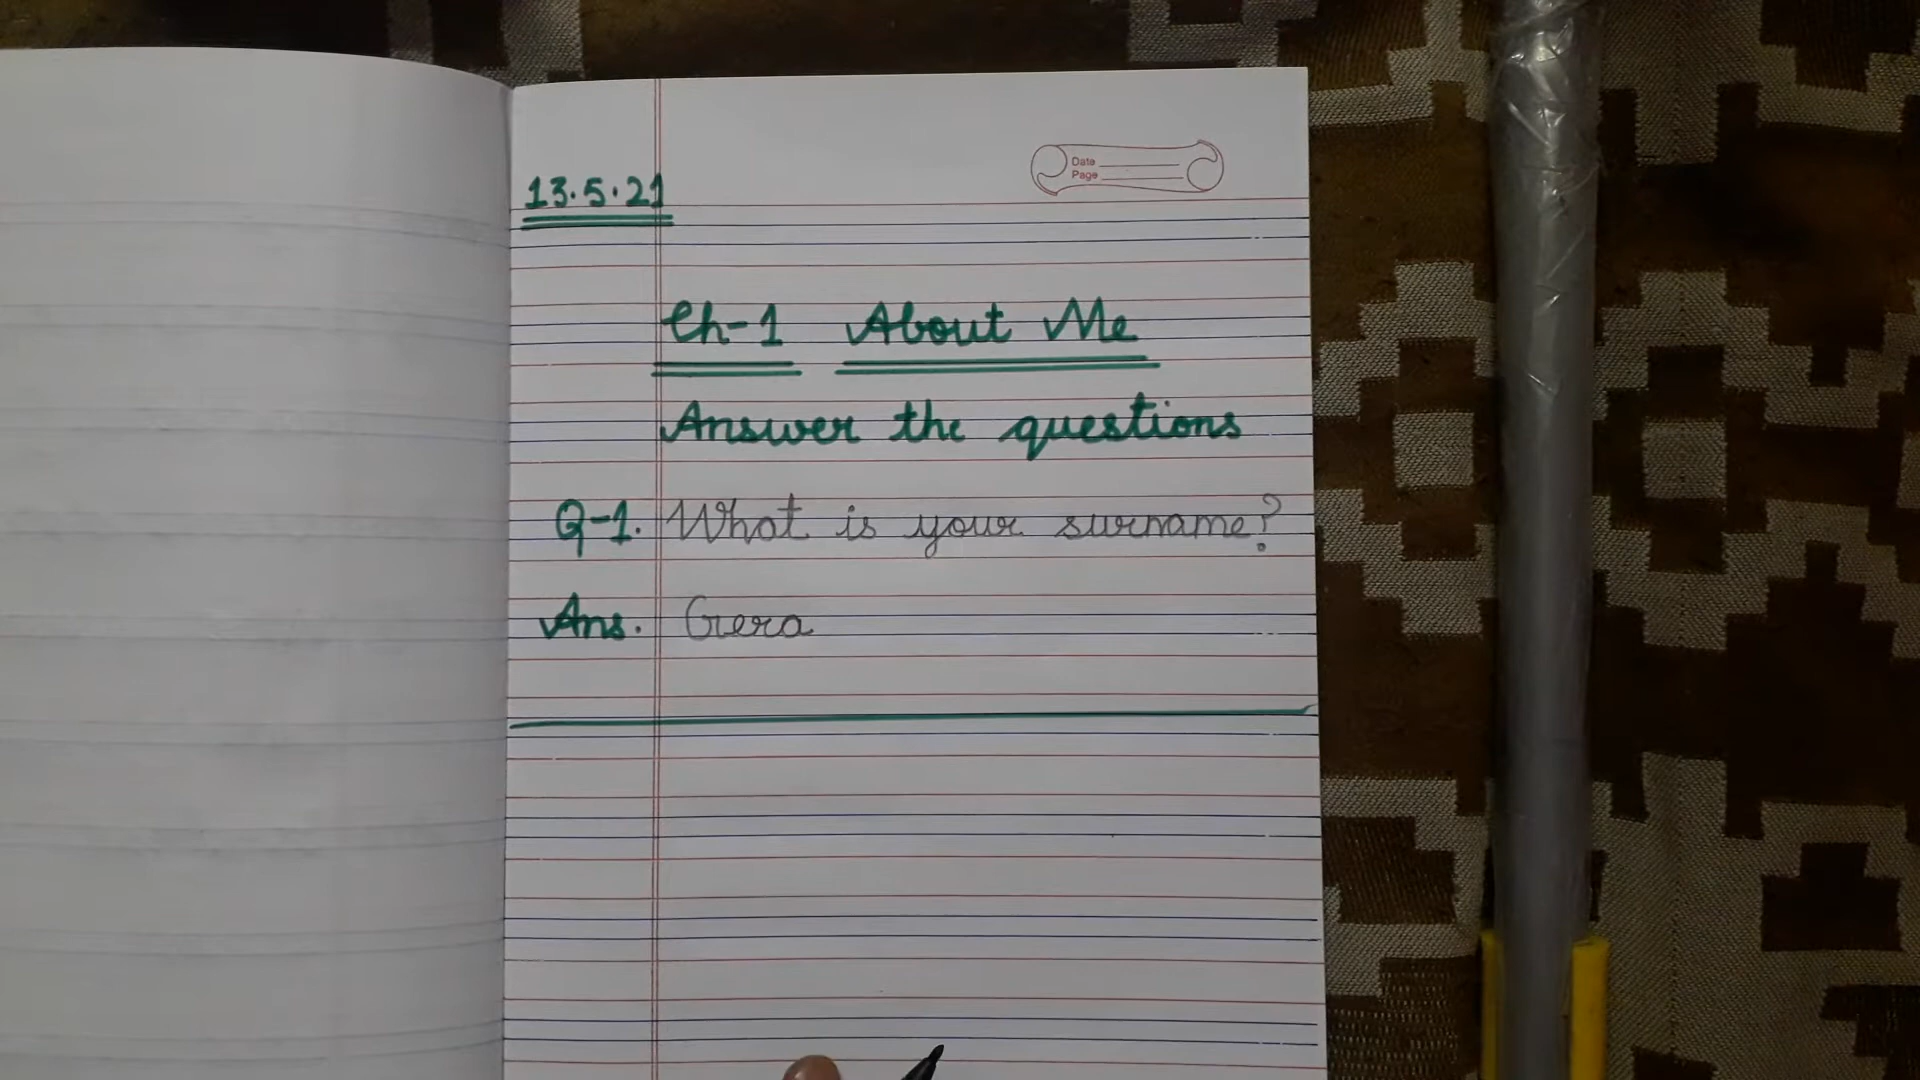 Date
Page
13.5.21
Ch-1 About Me
Answer the questions
Q-1. What is your surname?
Ans. Gera